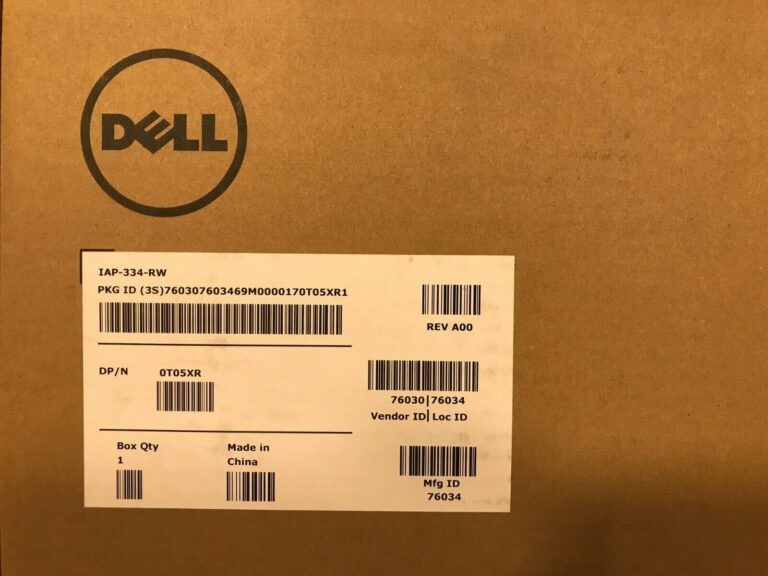 DELL
IAP-334-RW
PKG ID (3S)760307603469M0000170T05XR1
REV A00
DP/N 0T05XR
76030|76034
Vendor ID| Loc ID
Box Qty
1
Made in
China
Mfg ID
76034